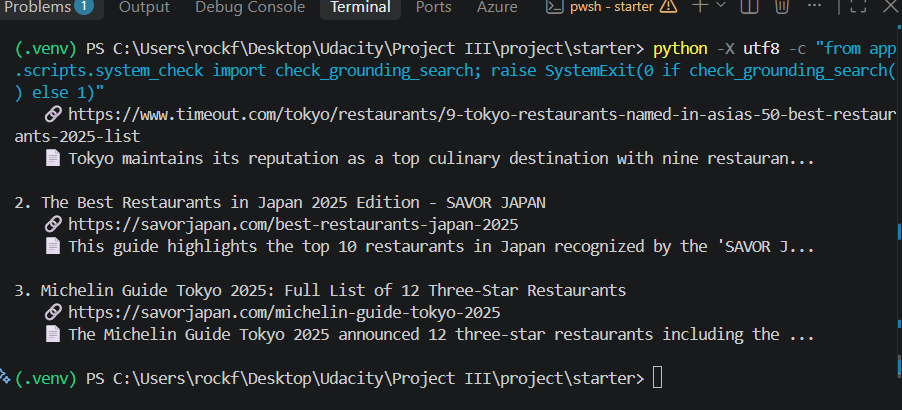 Problems 1 Output Debug Console Terminal Ports Azure pwsh - starter
(.venv) PS C:\Users\rockf\Desktop\Udacity\Project III\project\starter> python -X utf8 -c "from app
.scripts.system_check import check_grounding_search; raise SystemExit(0 if check_grounding_search(
) else 1)"
https://www.timeout.com/tokyo/restaurants/9-tokyo-restaurants-named-in-asias-50-best-restaur
ants-2025-list
Tokyo maintains its reputation as a top culinary destination with nine restauran...
2. The Best Restaurants in Japan 2025 Edition - SAVOR JAPAN
https://savorjapan.com/best-restaurants-japan-2025
This guide highlights the top 10 restaurants in Japan recognized by the 'SAVOR J...
3. Michelin Guide Tokyo 2025: Full List of 12 Three-Star Restaurants
https://savorjapan.com/michelin-guide-tokyo-2025
The Michelin Guide Tokyo 2025 announced 12 three-star restaurants including the ...
(.venv) PS C:\Users\rockf\Desktop\Udacity\Project III\project\starter>